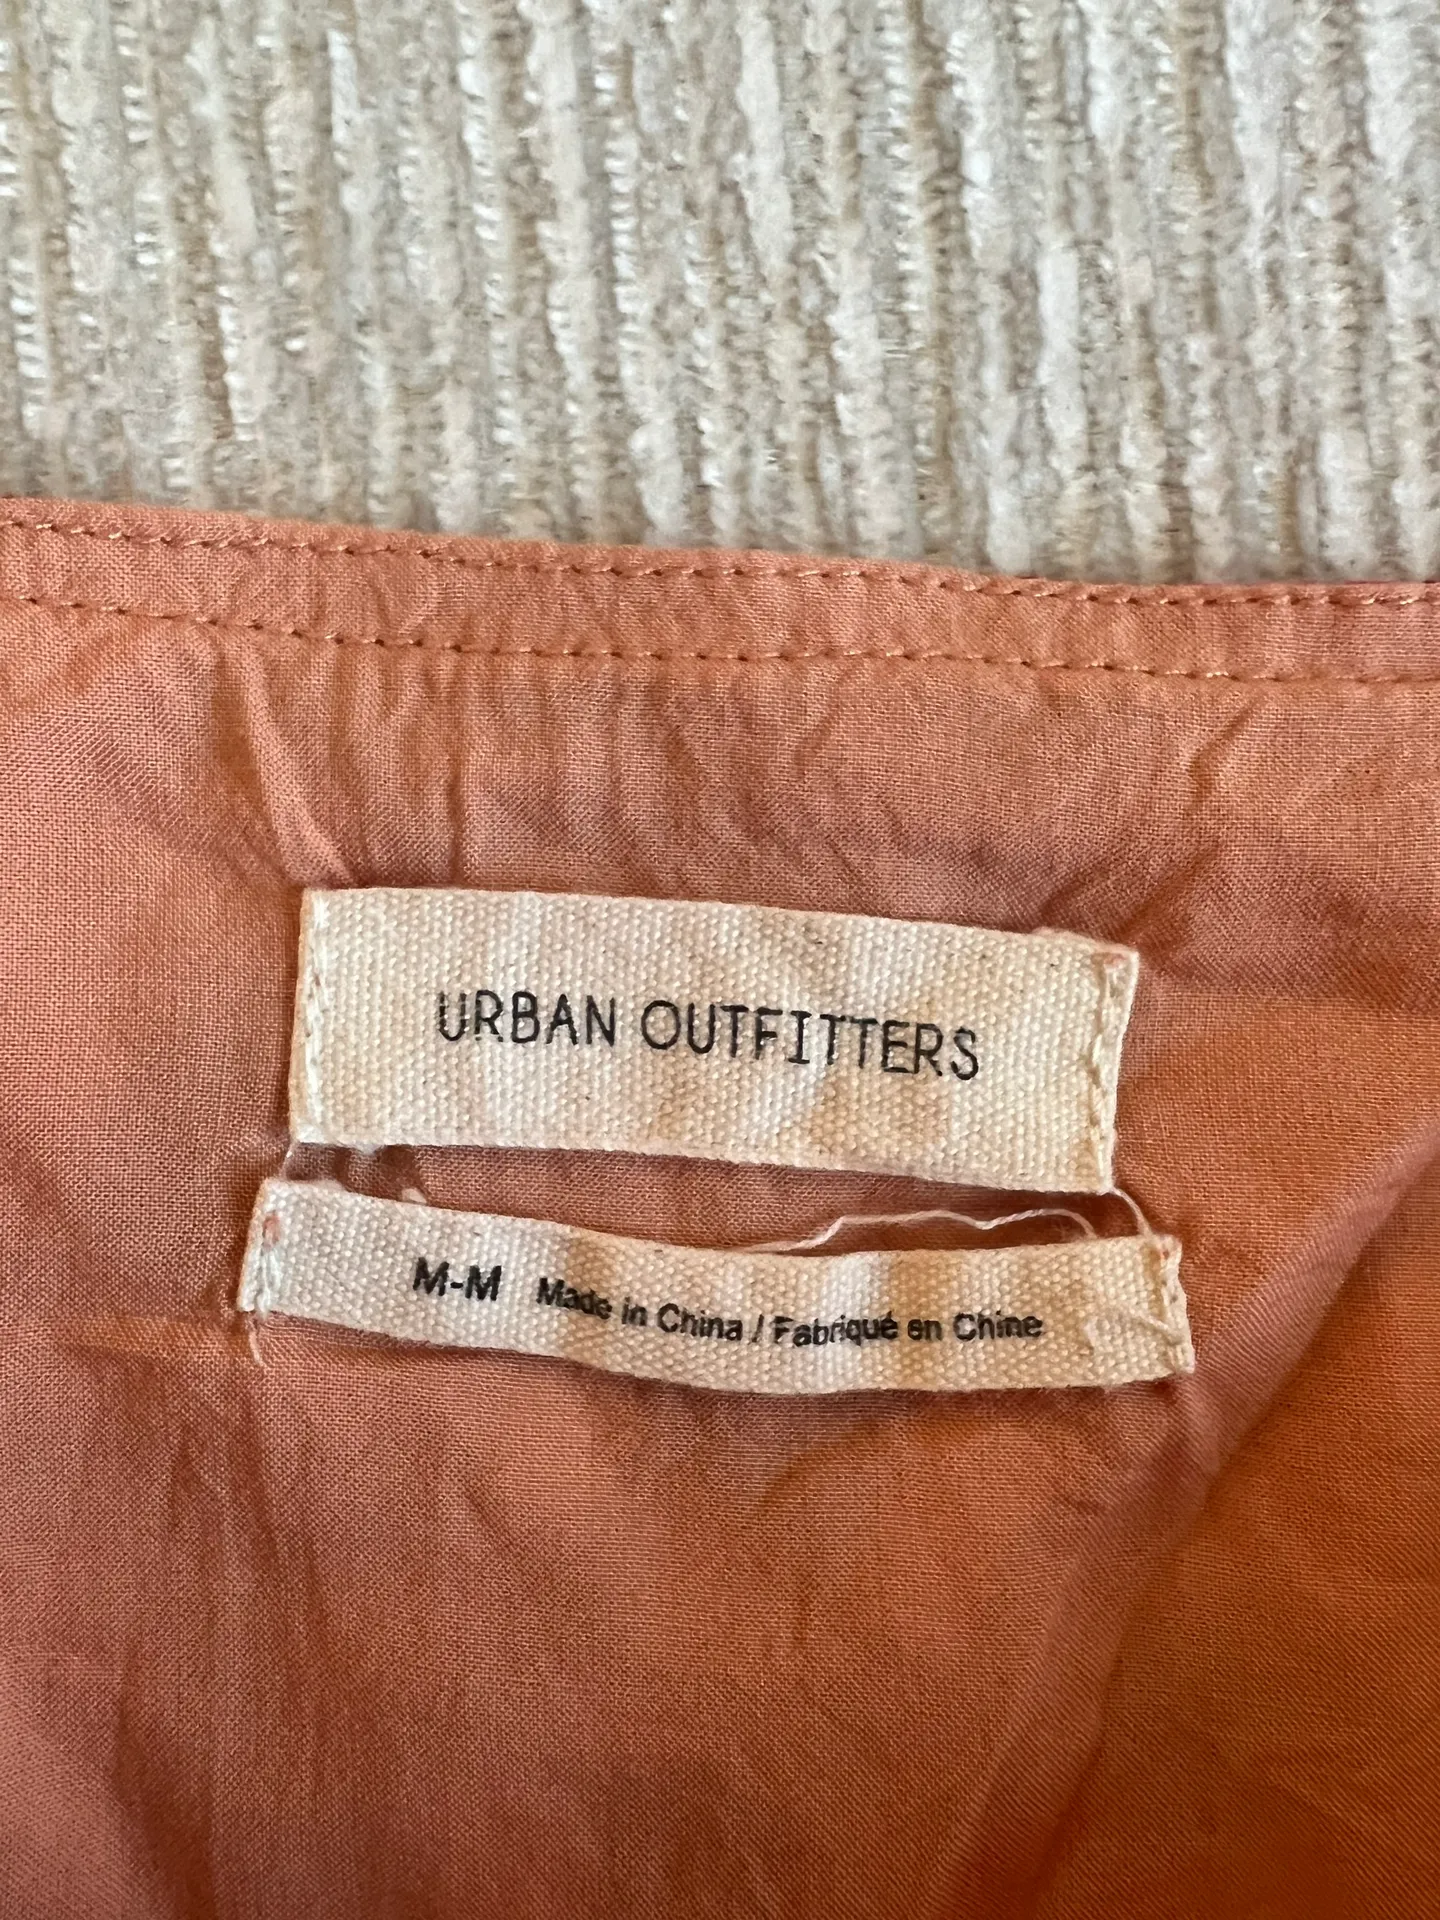 URBAN OUTFITTERS
M-M Made in China / Fabriqué en Chine